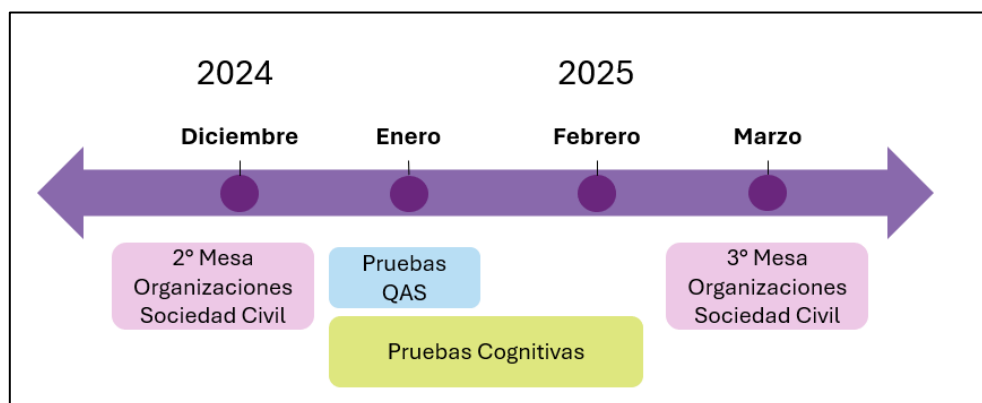 2024
2025
Diciembre
Enero
Febrero
Marzo
2° Mesa
Organizaciones
Sociedad Civil
Pruebas
QAS
Pruebas Cognitivas
3° Mesa
Organizaciones
Sociedad Civil